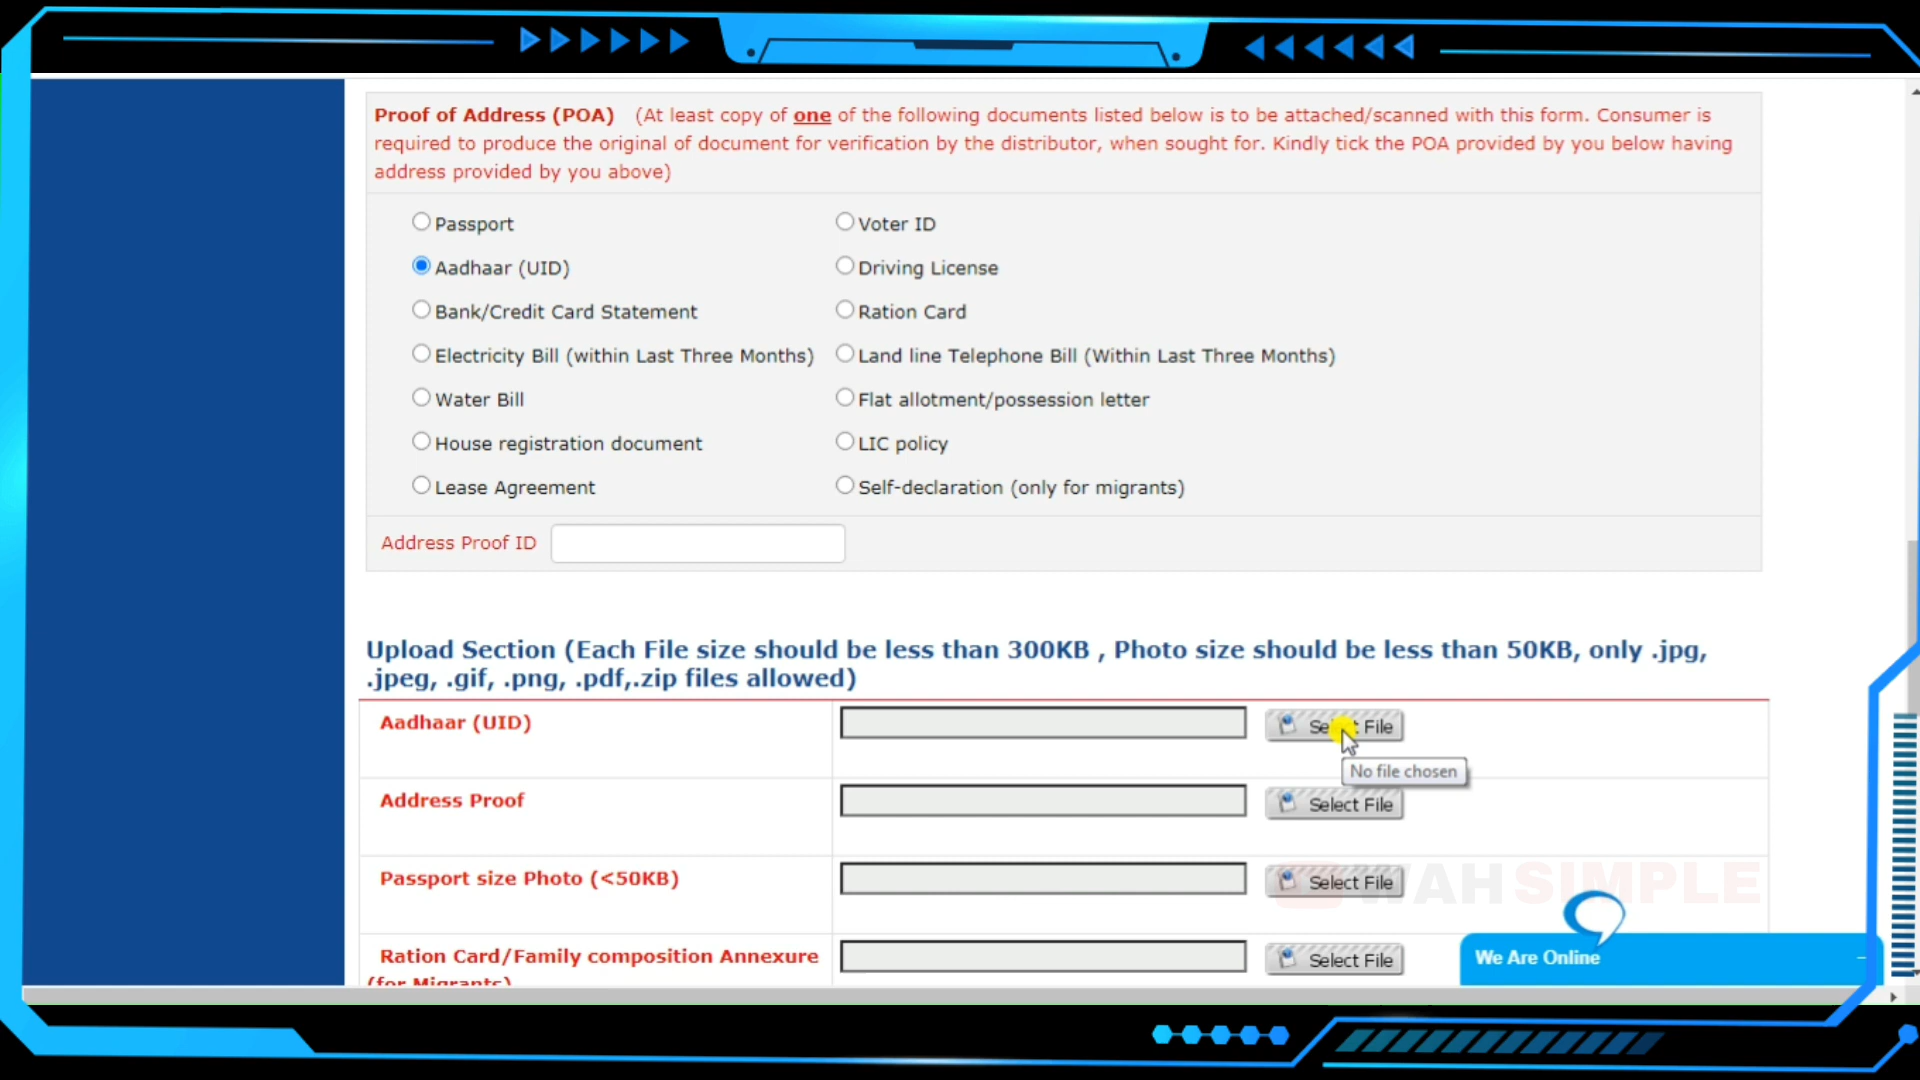 Proof of Address (POA) (At least copy of one of the following documents listed below is to be attached/scanned with this form. Consumer is
required to produce the original of document for verification by the distributor, when sought for. Kindly tick the POA provided by you below having
address provided by you above)
Passport
Voter ID
Aadhaar (UID)
Driving License
Bank/Credit Card Statement
Ration Card
Electricity Bill (within Last Three Months)
Land line Telephone Bill (Within Last Three Months)
Water Bill
Flat allotment/possession letter
House registration document
LIC policy
Lease Agreement
Self-declaration (only for migrants)
Address Proof ID
Upload Section (Each File size should be less than 300KB , Photo size should be less than 50KB, only .jpg,
.jpeg, .gif, .png, .pdf,.zip files allowed)
Aadhaar (UID)
Select File
No file chosen
Address Proof
Select File
Passport size Photo (<50KB)
Select File
WAHSIMPLE
Ration Card/Family composition Annexure
(for Migrants)
Select File
We Are Online